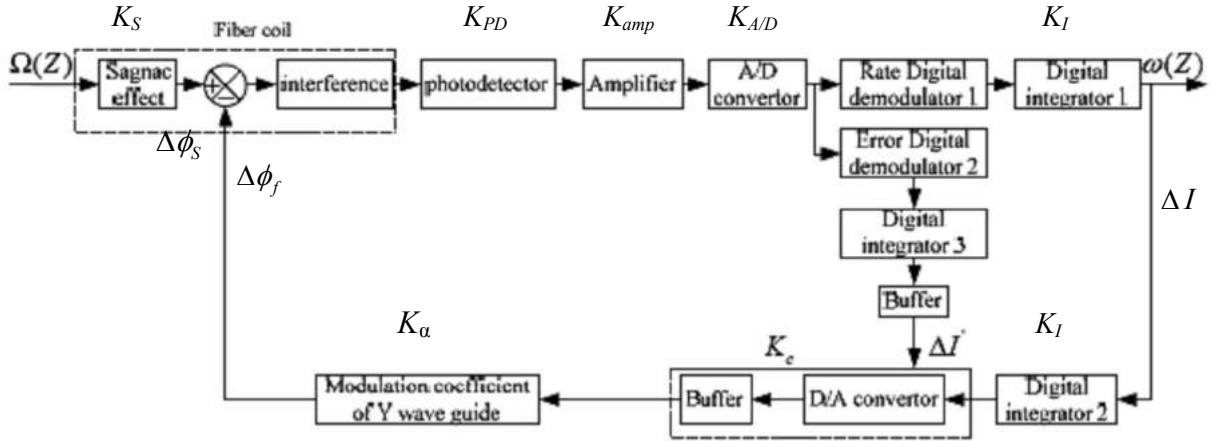 K_S
K_PD
K_amp
K_A/D
K_I
Fiber coil
Ω(Z)
Sagnac
effect
+
−
interference
photodetector
Amplifier
A/D
convertor
Rate Digital
demodulator 1
Digital
integrator 1
ω(Z)
Δϕ_S
Δϕ_f
Error Digital
demodulator 2
ΔI
Digital
integrator 3
Buffer
K_α
K_e
ΔI'
K_I
Modulation coefficient
of Y wave guide
Buffer
D/A convertor
Digital
integrator 2